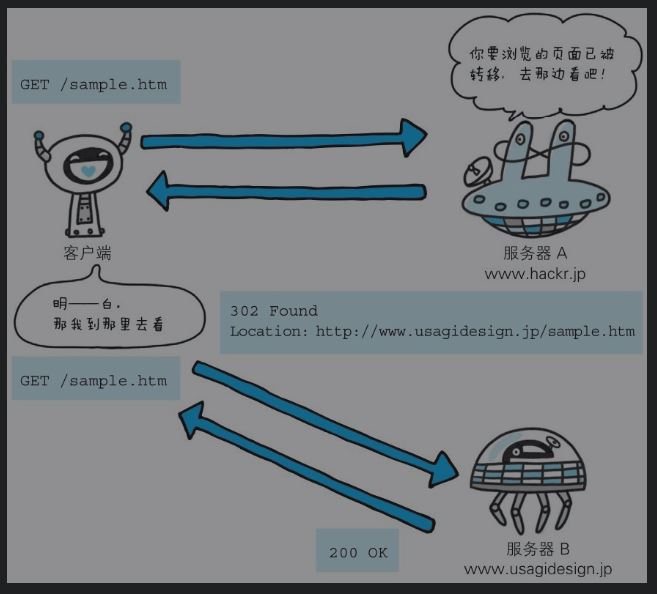 你要浏览的页面已被
转移，去那边看吧！
GET /sample.htm
客户端
服务器 A
www.hackr.jp
明——白，
那我到那里去看
302 Found
Location: http://www.usagidesign.jp/sample.htm
GET /sample.htm
200 OK
服务器 B
www.usagidesign.jp